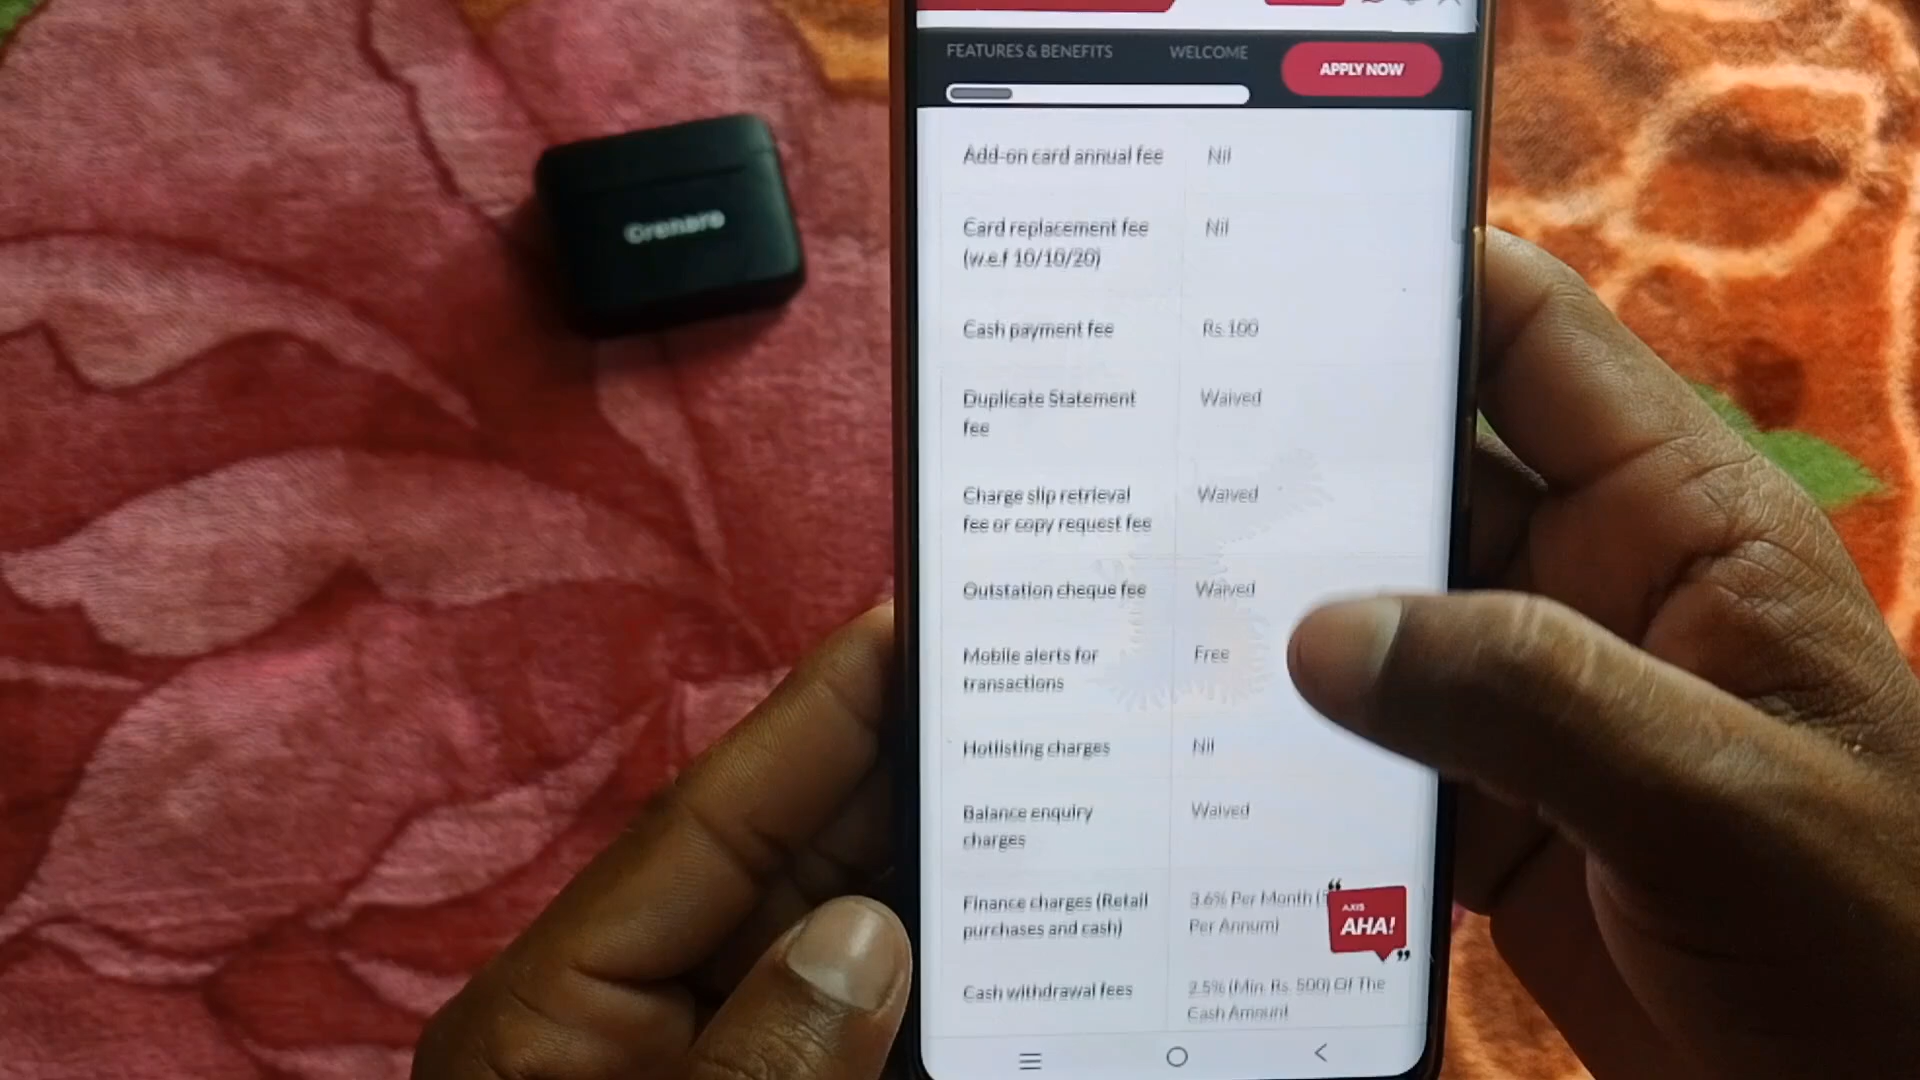 FEATURES & BENEFITS WELCOME APPLY NOW
Add-on card annual fee Nil
Card replacement fee Nil
(w.e.f 10/10/20)
Cash payment fee Rs.100
Duplicate Statement Waived
fee
Charge slip retrieval Waived
fee or copy request fee
Outstation cheque fee Waived
Mobile alerts for Free
transactions
Hotlisting charges Nil
Balance enquiry Waived
charges
Finance charges (Retail 3.6% Per Month (
purchases and cash) Per Annum)
AXIS
AHA!
Cash withdrawal fees 2.5% (Min. Rs. 500) Of The
Cash Amount